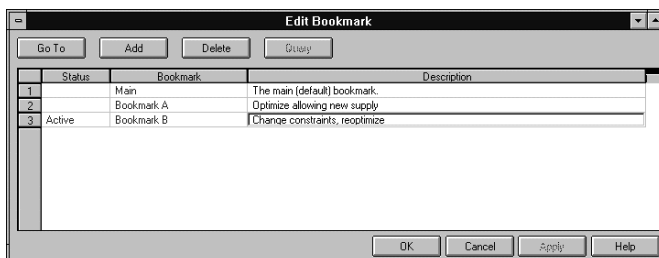 Edit Bookmark
Go To Add Delete Query
Status Bookmark Description
1 Main The main (default) bookmark.
2 Bookmark A Optimize allowing new supply
3 Active Bookmark B Change constraints, reoptimize
OK Cancel Apply Help